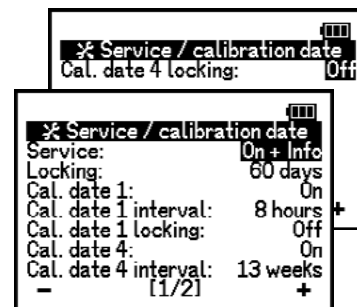 Service / calibration date
Cal. date 4 locking: Off
Service / calibration date
Service: On + Info
Locking: 60 days
Cal. date 1: On
Cal. date 1 interval: 8 hours
Cal. date 1 locking: Off
Cal. date 4: On
Cal. date 4 interval: 13 weeks
− [1/2] +
+